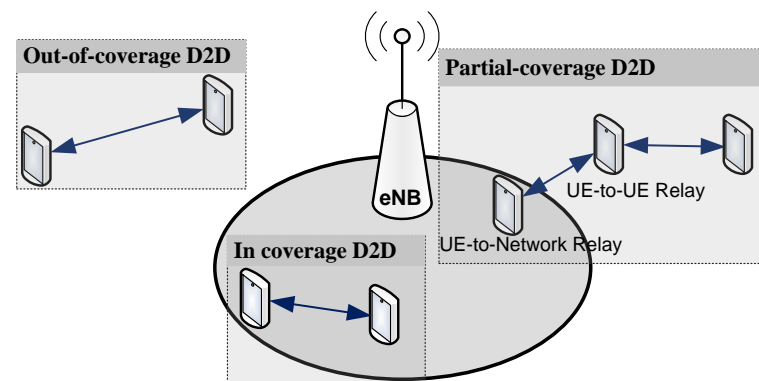 Out-of-coverage D2D
Partial-coverage D2D
UE-to-UE Relay
eNB
UE-to-Network Relay
In coverage D2D